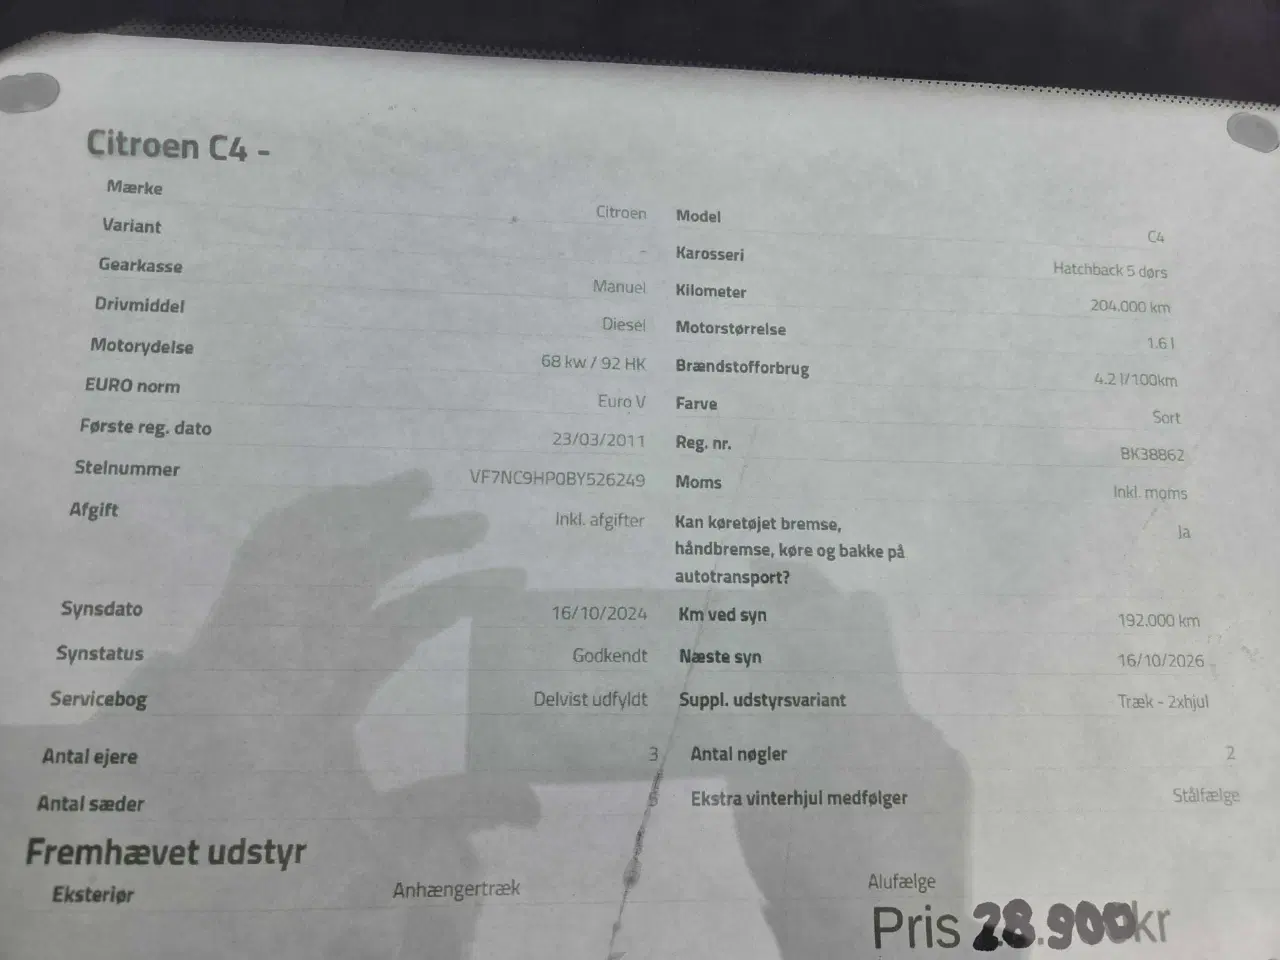 Citroen C4 -
Mærke Citroen
Model C4
Variant -
Karosseri Hatchback 5 dørs
Gearkasse Manuel
Kilometer 204.000 km
Drivmiddel Diesel
Motorstørrelse 1.6 l
Motorydelse 68 kw / 92 HK
Brændstofforbrug 4.2 l/100km
EURO norm Euro V
Farve Sort
Første reg. dato 23/03/2011
Reg. nr. BK38862
Stelnummer VF7NC9HP0BY526249
Moms Inkl. moms
Afgift Inkl. afgifter
Kan køretøjet bremse, Ja
håndbremse, køre og bakke på
autotransport?
Synsdato 16/10/2024
Km ved syn 192.000 km
Synstatus Godkendt
Næste syn 16/10/2026
Servicebog Delvist udfyldt
Suppl. udstyrsvariant Træk - 2xhjul
Antal ejere 3
Antal nøgler 2
Antal sæder
Ekstra vinterhjul medfølger Stålfælge
Fremhævet udstyr
Eksteriør Anhængertræk Alufælge
Pris 28.900kr